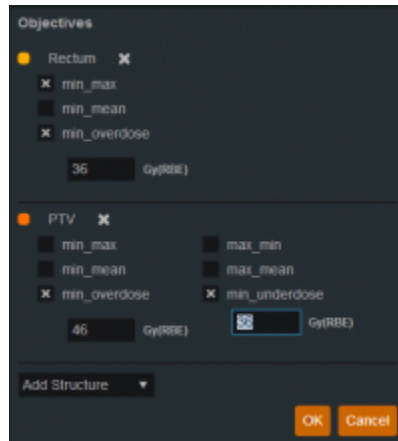 Objectives
Rectum
min_max
min_mean
min_overdose
36 Gy(RBE)
PTV
min_max max_min
min_mean max_mean
min_overdose min_underdose
46 Gy(RBE) Gy(RBE)
Add Structure
OK Cancel